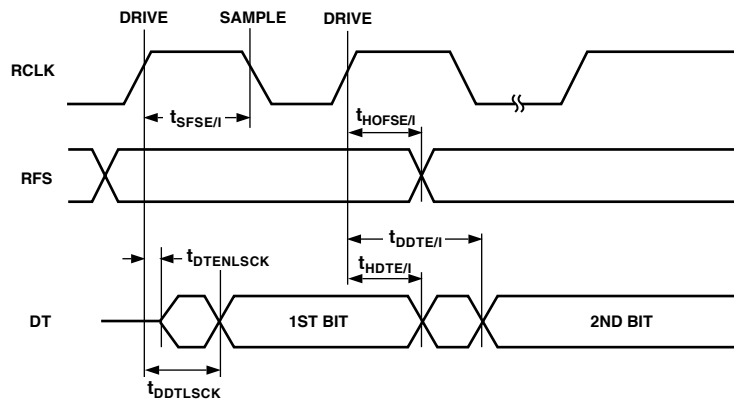 DRIVE SAMPLE DRIVE
RCLK
tSFSE/I
tHOFSE/I
RFS
tDDTE/I
tDTENLSCK
tHDTE/I
DT
1ST BIT
2ND BIT
tDDTLSCK